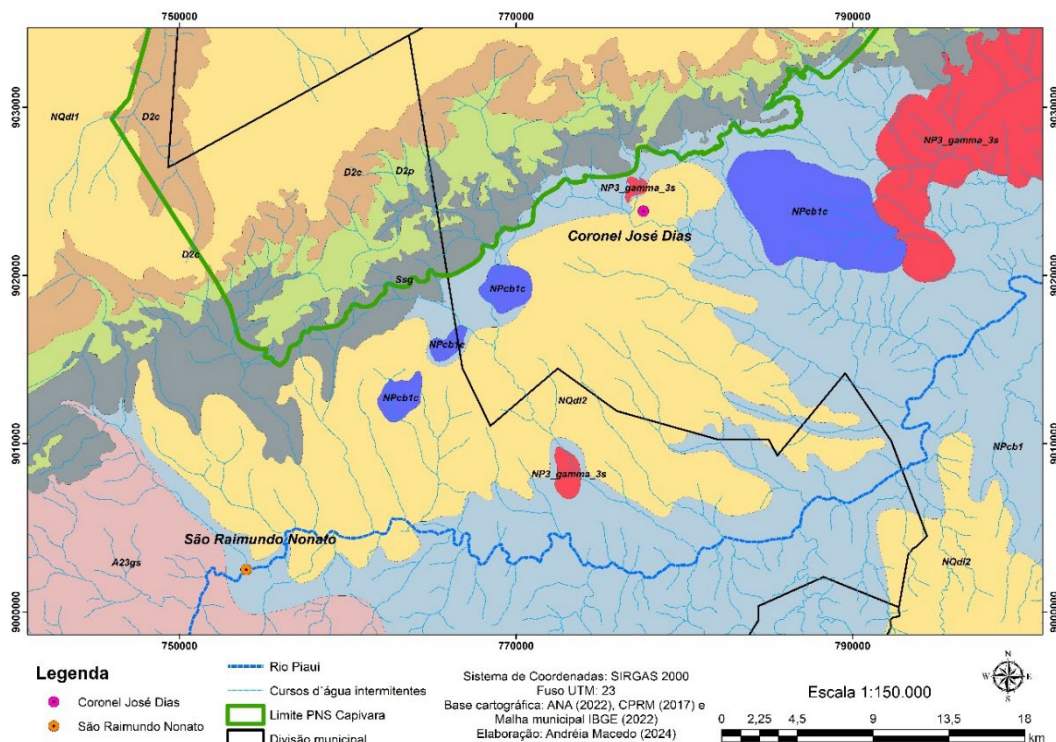 750000
770000
790000
9030000
9030000
NQdl1
D2c
NP3_gamma_3s
D2c
D2p
NP3_gamma_3s
NPcb1c
Coronel José Dias
D2c
9020000
9020000
Ssg
NPcb1c
NPcb1c
NPcb1c
NQdl2
9010000
9010000
NPcb1
NP3_gamma_3s
São Raimundo Nonato
A23gs
NQdl2
9000000
9000000
750000
770000
790000
Legenda
Coronel José Dias
São Raimundo Nonato
Rio Piauí
Cursos d´água intermitentes
Limite PNS Capivara
Divisão municipal
Sistema de Coordenadas: SIRGAS 2000
Fuso UTM: 23
Base cartográfica: ANA (2022), CPRM (2017) e
Malha municipal IBGE (2022)
Elaboração: Andréia Macedo (2024)
Escala 1:150.000
N
W
E
S
0 2,25 4,5 9 13,5 18
km